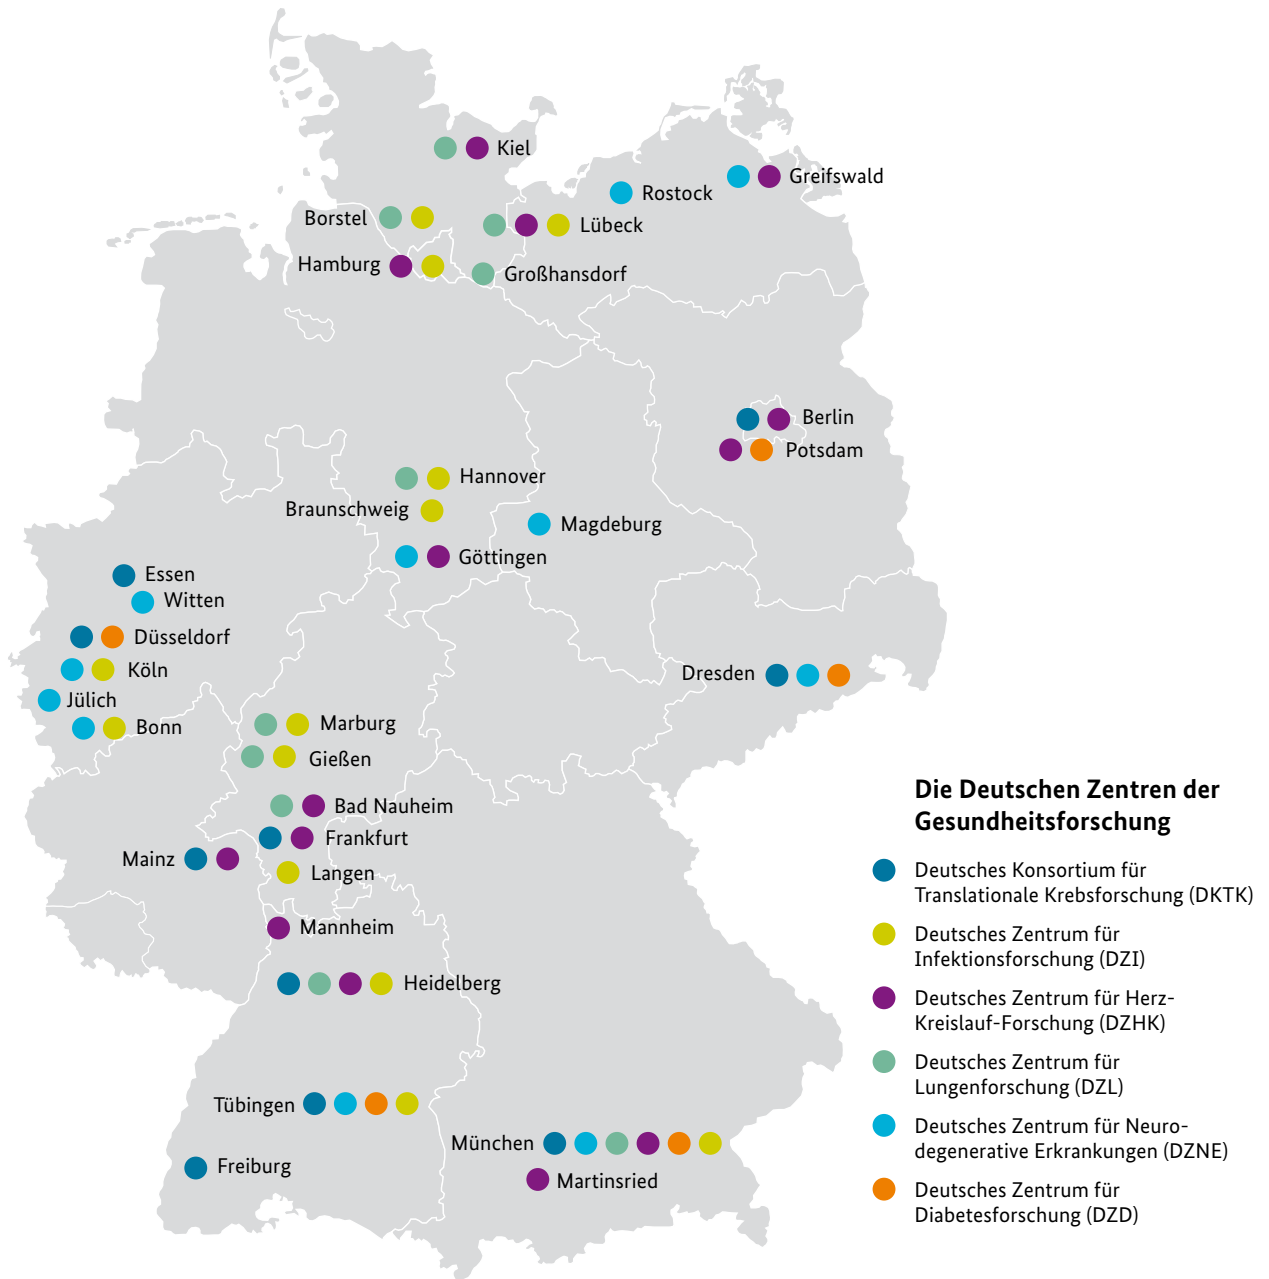 Kiel
Greifswald
Rostock
Borstel
Lübeck
Hamburg
Großhansdorf
Berlin
Potsdam
Hannover
Braunschweig
Magdeburg
Göttingen
Essen
Witten
Düsseldorf
Köln
Dresden
Jülich
Bonn
Marburg
Gießen
Bad Nauheim
Frankfurt
Mainz
Langen
Mannheim
Heidelberg
Tübingen
München
Freiburg
Martinsried
Die Deutschen Zentren der
Gesundheitsforschung
Deutsches Konsortium für
Translationale Krebsforschung (DKTK)
Deutsches Zentrum für
Infektionsforschung (DZI)
Deutsches Zentrum für Herz-
Kreislauf-Forschung (DZHK)
Deutsches Zentrum für
Lungenforschung (DZL)
Deutsches Zentrum für Neuro-
degenerative Erkrankungen (DZNE)
Deutsches Zentrum für
Diabetesforschung (DZD)